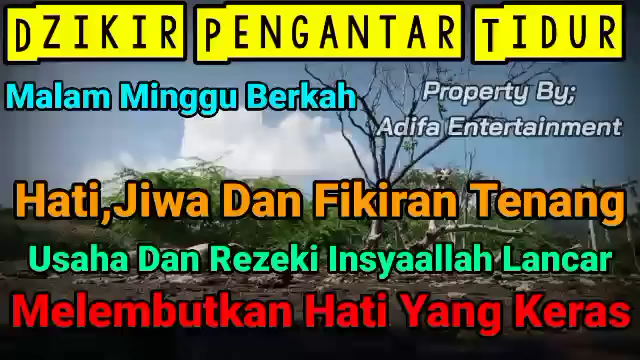 DZIKIR PENGANTAR TIDUR
Malam Minggu Berkah
Property By;
Adifa Entertainment
Hati,Jiwa Dan Fikiran Tenang
Usaha Dan Rezeki Insyaallah Lancar
Melembutkan Hati Yang Keras